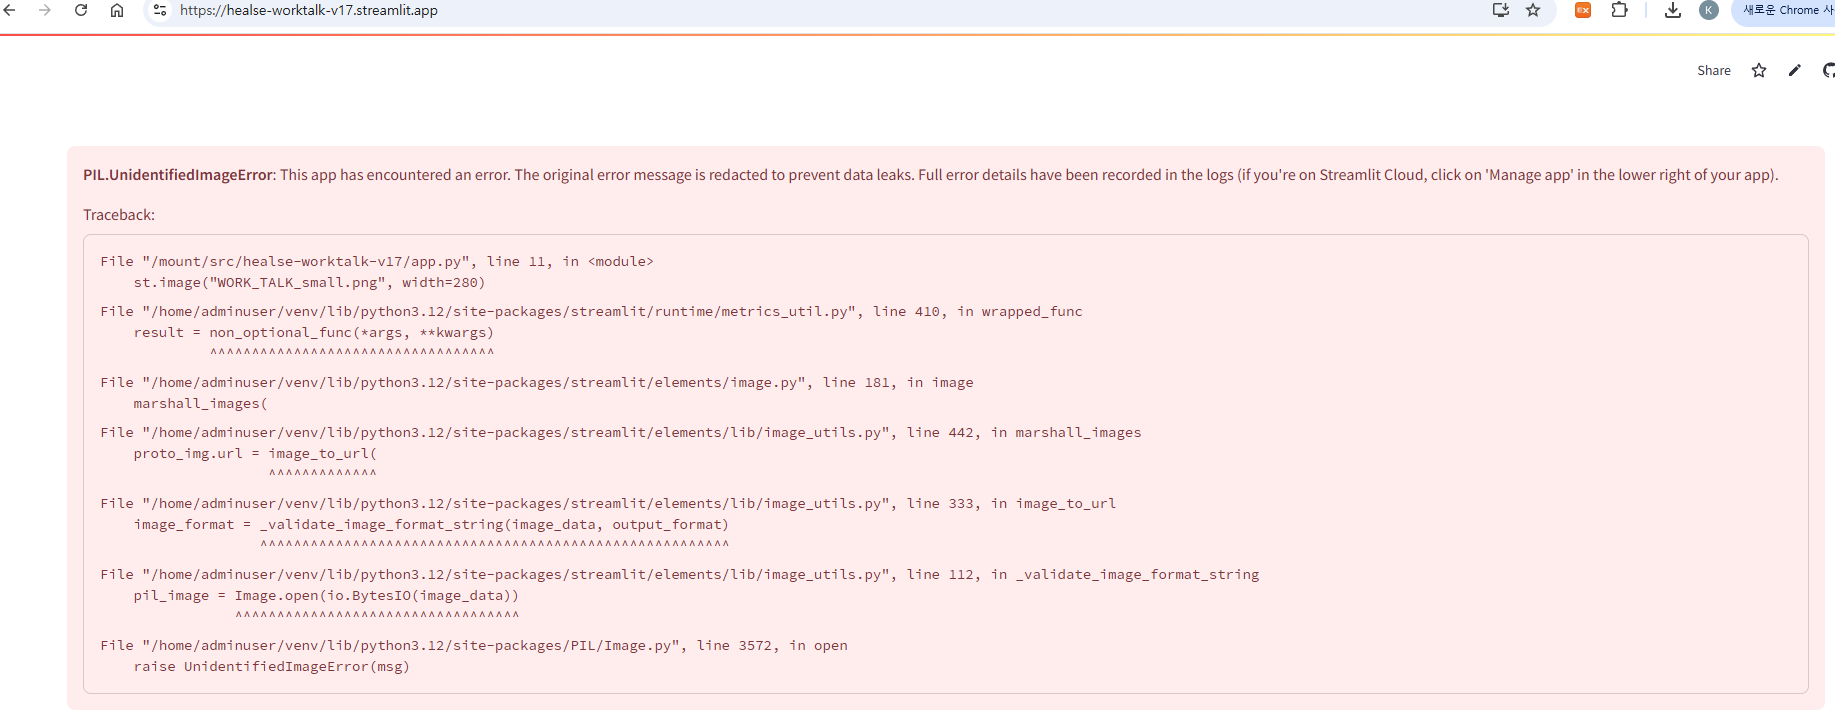 https://healse-worktalk-v17.streamlit.app
K
새로운 Chrome 사
Share
PIL.UnidentifiedImageError: This app has encountered an error. The original error message is redacted to prevent data leaks. Full error details have been recorded in the logs (if you're on Streamlit Cloud, click on 'Manage app' in the lower right of your app).
Traceback:
File "/mount/src/healse-worktalk-v17/app.py", line 11, in <module>
    st.image("WORK_TALK_small.png", width=280)
File "/home/adminuser/venv/lib/python3.12/site-packages/streamlit/runtime/metrics_util.py", line 410, in wrapped_func
    result = non_optional_func(*args, **kwargs)
             ^^^^^^^^^^^^^^^^^^^^^^^^^^^^^^^^^^
File "/home/adminuser/venv/lib/python3.12/site-packages/streamlit/elements/image.py", line 181, in image
    marshall_images(
File "/home/adminuser/venv/lib/python3.12/site-packages/streamlit/elements/lib/image_utils.py", line 442, in marshall_images
    proto_img.url = image_to_url(
                    ^^^^^^^^^^^^^
File "/home/adminuser/venv/lib/python3.12/site-packages/streamlit/elements/lib/image_utils.py", line 333, in image_to_url
    image_format = _validate_image_format_string(image_data, output_format)
                   ^^^^^^^^^^^^^^^^^^^^^^^^^^^^^^^^^^^^^^^^^^^^^^^^^^^^^^^^
File "/home/adminuser/venv/lib/python3.12/site-packages/streamlit/elements/lib/image_utils.py", line 112, in _validate_image_format_string
    pil_image = Image.open(io.BytesIO(image_data))
                ^^^^^^^^^^^^^^^^^^^^^^^^^^^^^^^^^^
File "/home/adminuser/venv/lib/python3.12/site-packages/PIL/Image.py", line 3572, in open
    raise UnidentifiedImageError(msg)